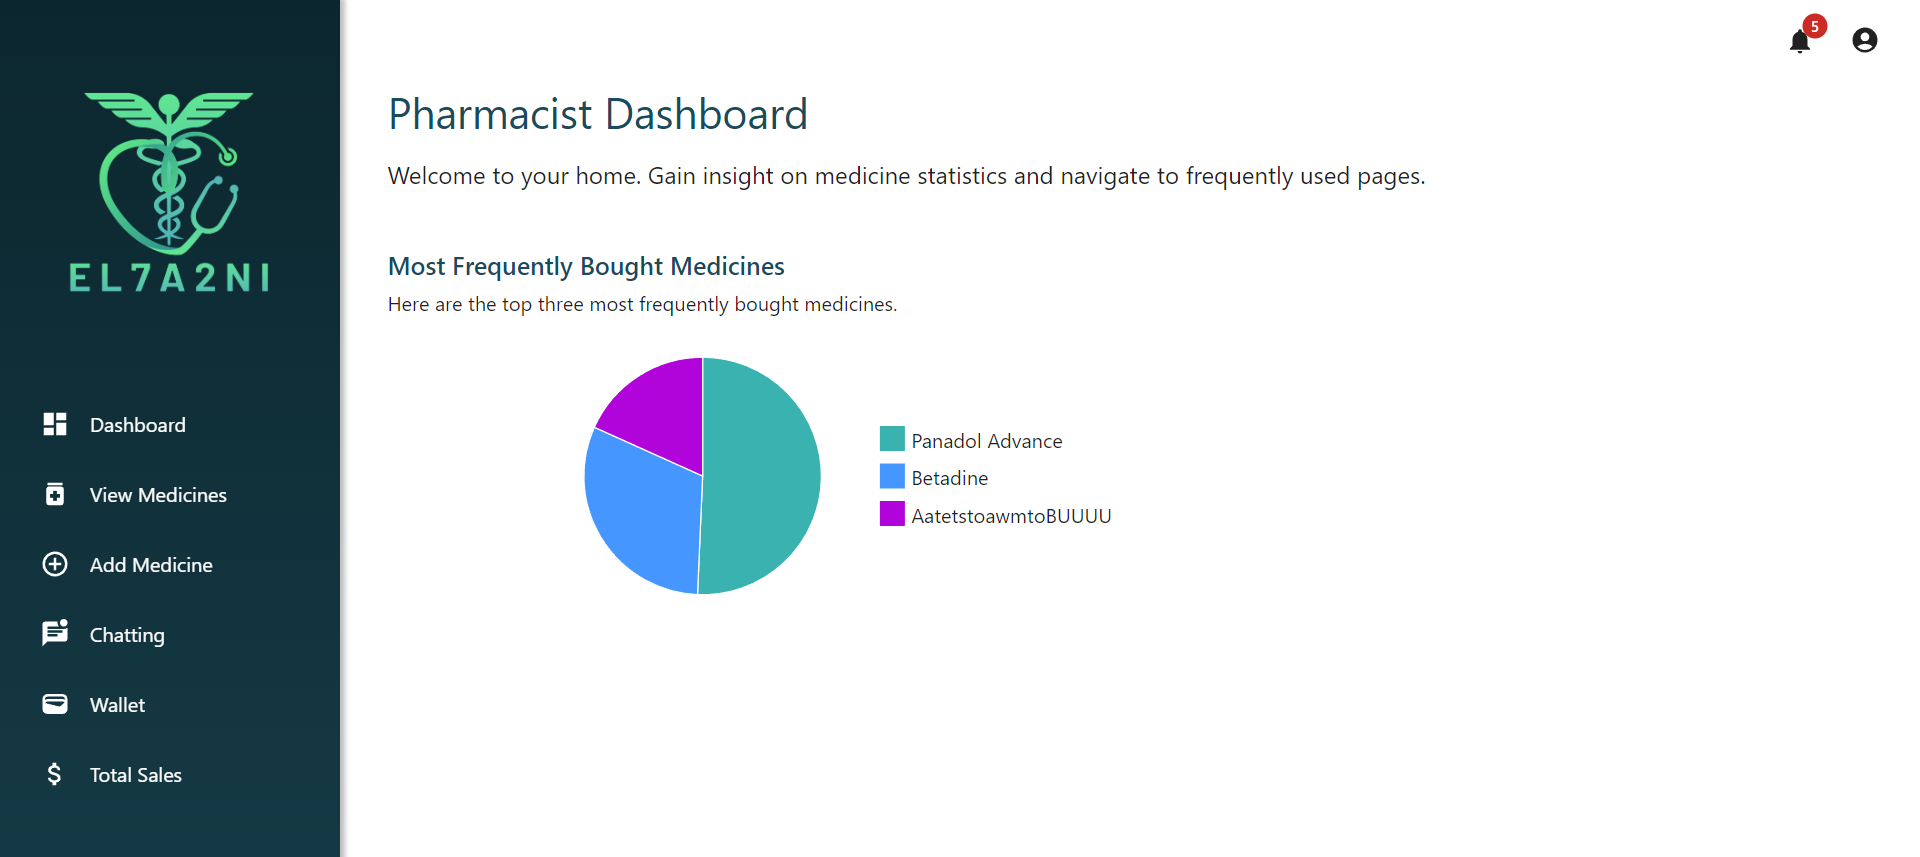 EL7A2NI
Dashboard
View Medicines
Add Medicine
Chatting
Wallet
Total Sales
5
Pharmacist Dashboard
Welcome to your home. Gain insight on medicine statistics and navigate to frequently used pages.
Most Frequently Bought Medicines
Here are the top three most frequently bought medicines.
Panadol Advance
Betadine
AatetstoawmtoBUUUU